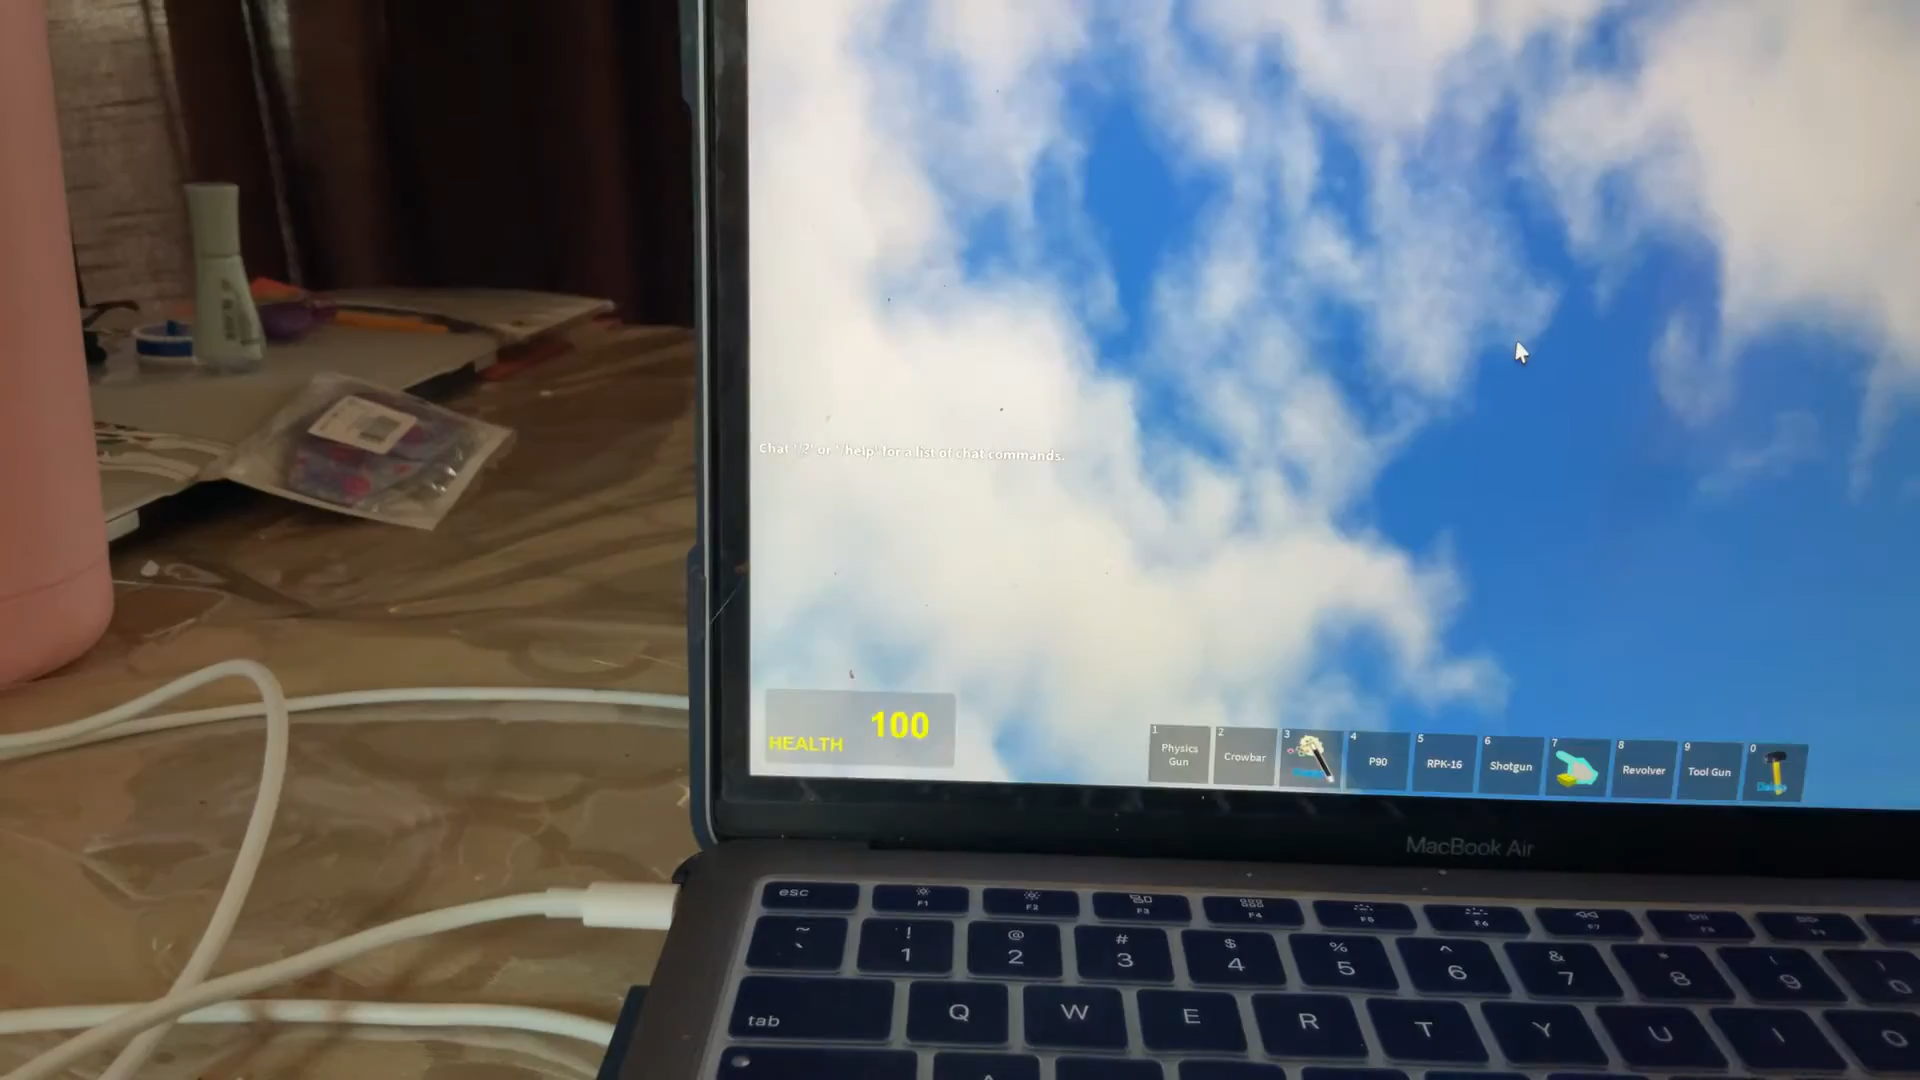 Chat '/?' or '/help' for a list of chat commands.
100
HEALTH
1 Physics Gun
2 Crowbar
3
4 P90
5 RPK-16
6 Shotgun
7
8 Revolver
9 Tool Gun
0
MacBook Air
esc F1 F2 F3 F4 F5 F6 F7
~ ` ! 1 @ 2 # 3 $ 4 % 5 ^ 6 & 7 * 8 ( 9 ) 0
tab Q W E R T Y U I O
A